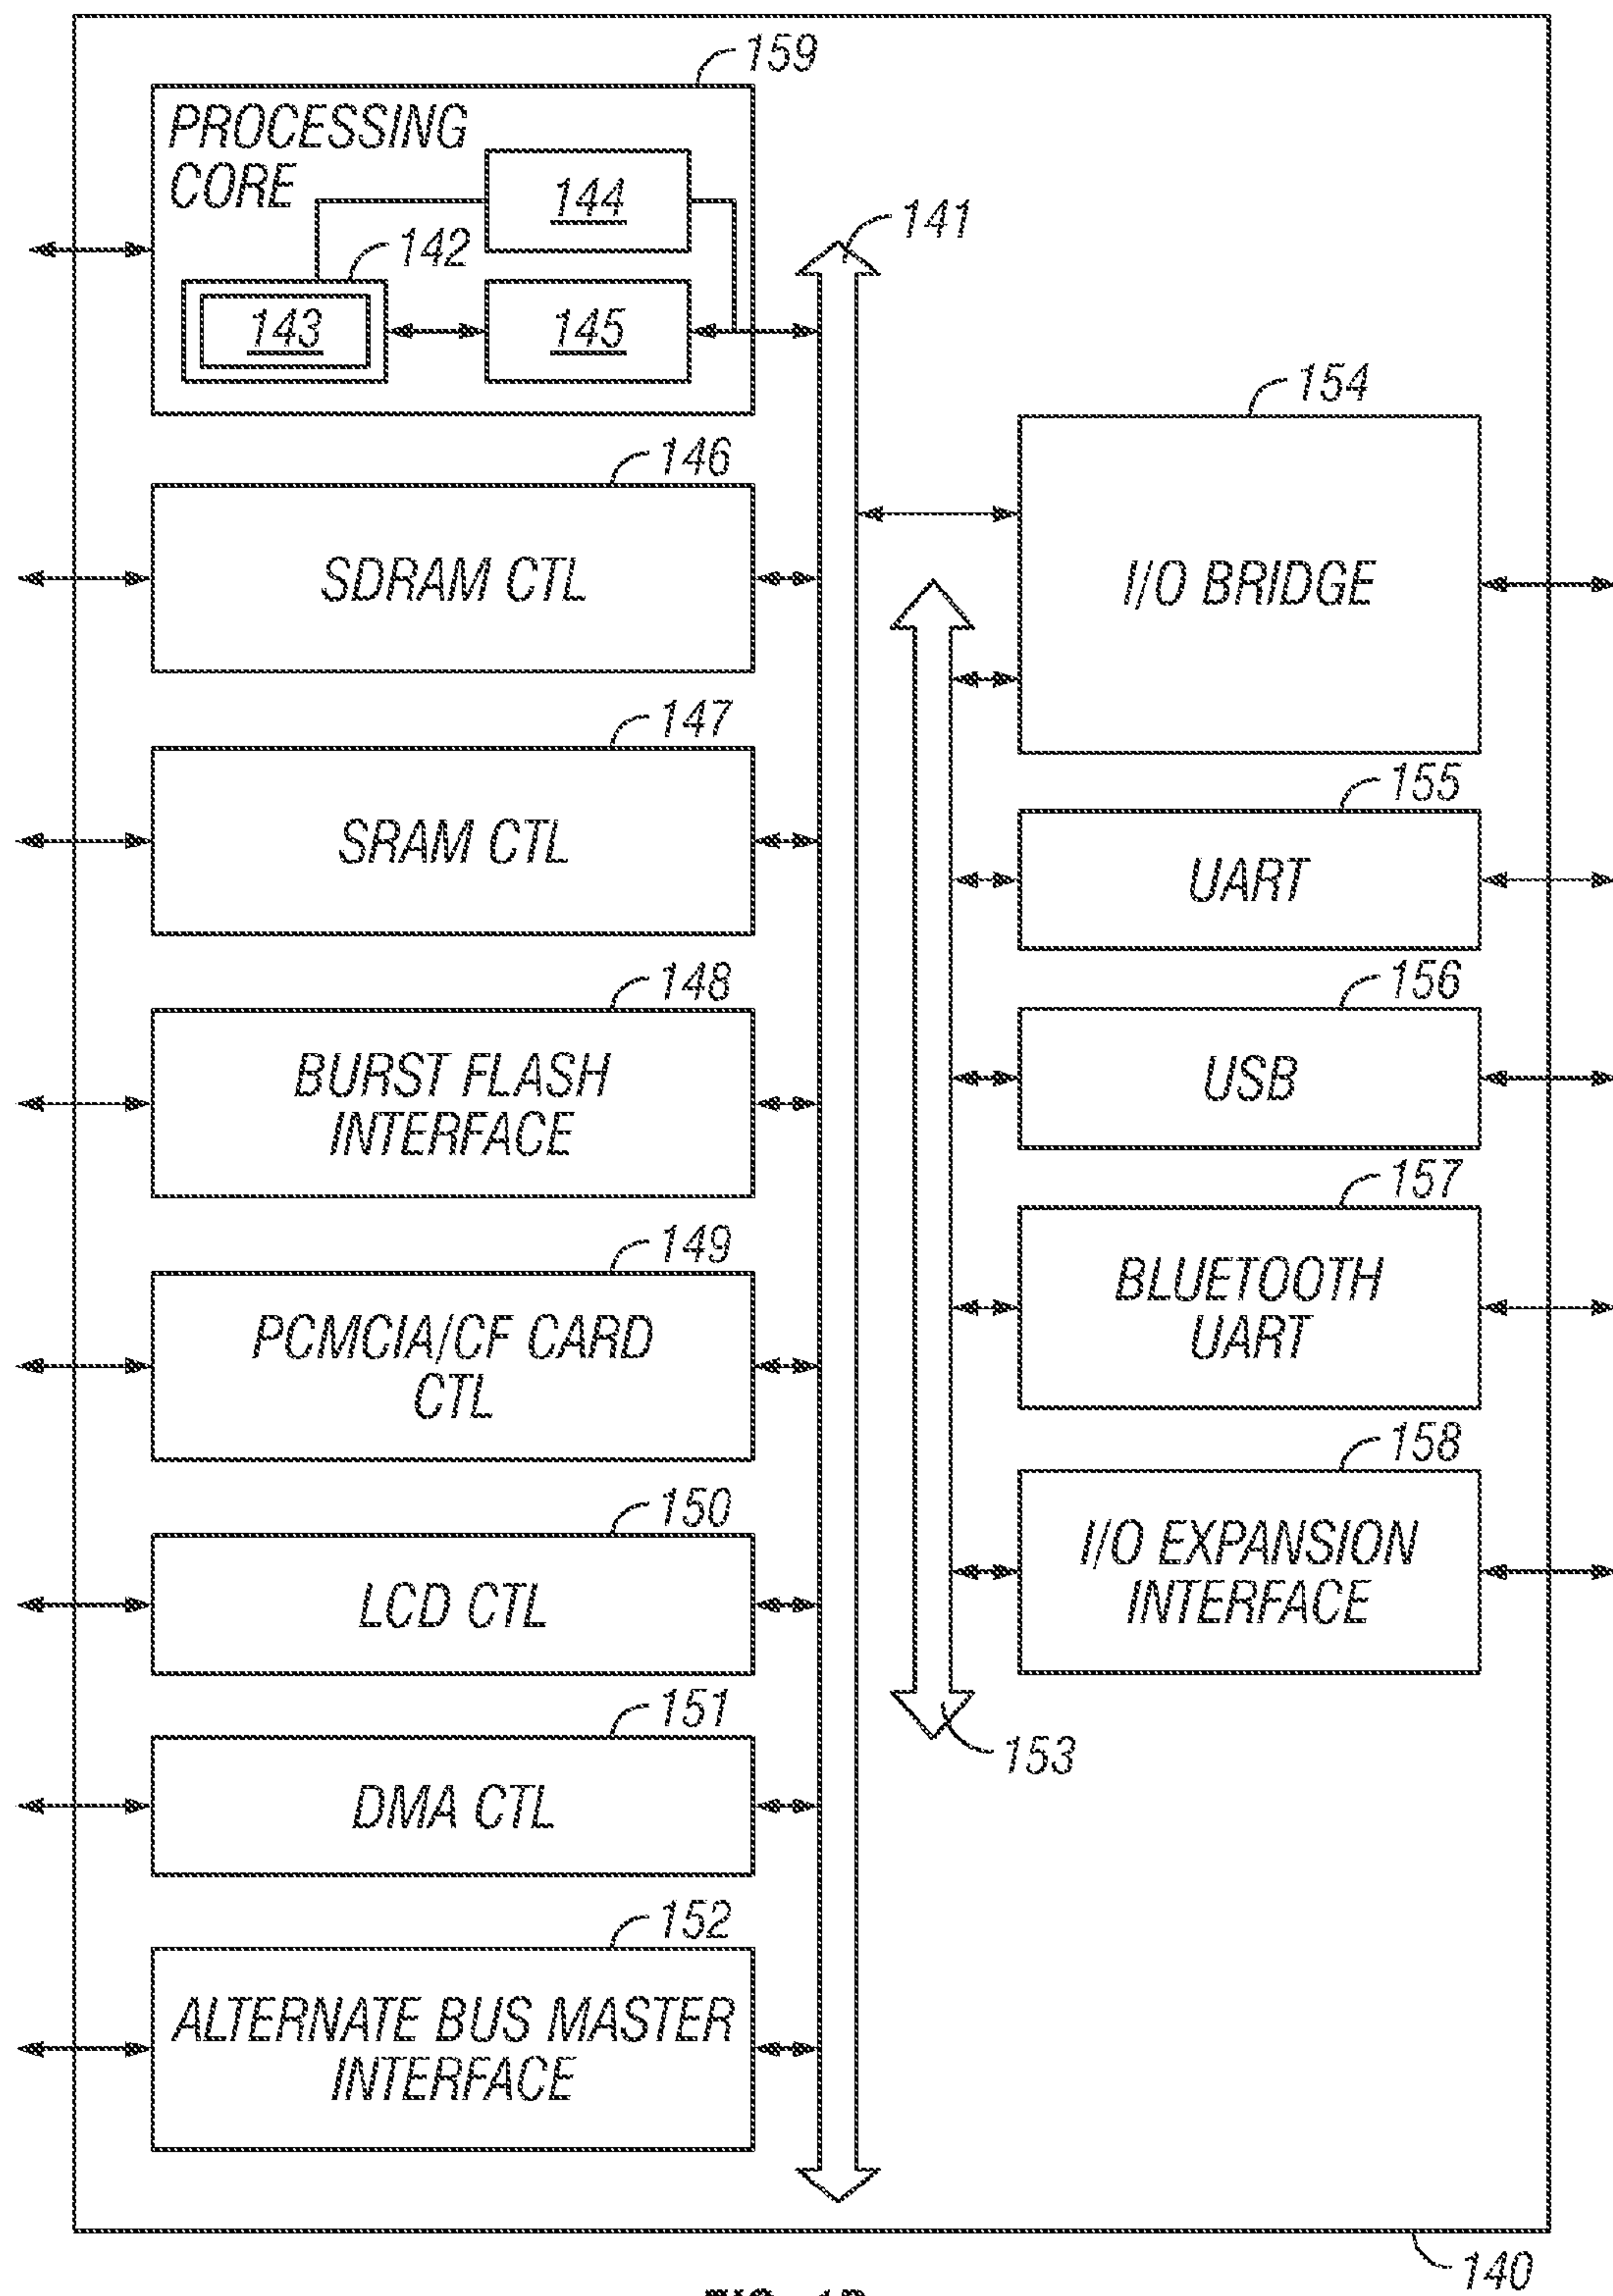 159
PROCESSING
CORE
144
142
143
145
141
154
146
SDRAM CTL
I/O BRIDGE
147
SRAM CTL
155
UART
148
BURST FLASH
INTERFACE
156
USB
149
PCMCIA/CF CARD
CTL
157
BLUETOOTH
UART
150
LCD CTL
158
I/O EXPANSION
INTERFACE
151
DMA CTL
153
152
ALTERNATE BUS MASTER
INTERFACE
140